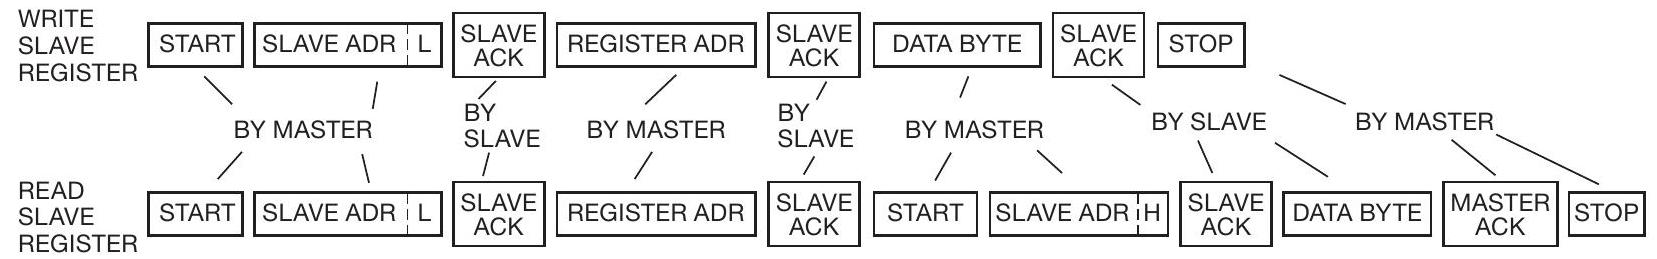 WRITE
SLAVE
REGISTER
START
SLAVE ADR L
SLAVE
ACK
REGISTER ADR
SLAVE
ACK
DATA BYTE
SLAVE
ACK
STOP
BY MASTER
BY
SLAVE
BY MASTER
BY
SLAVE
BY MASTER
BY SLAVE
BY MASTER
READ
SLAVE
REGISTER
START
SLAVE ADR L
SLAVE
ACK
REGISTER ADR
SLAVE
ACK
START
SLAVE ADR H
SLAVE
ACK
DATA BYTE
MASTER
ACK
STOP